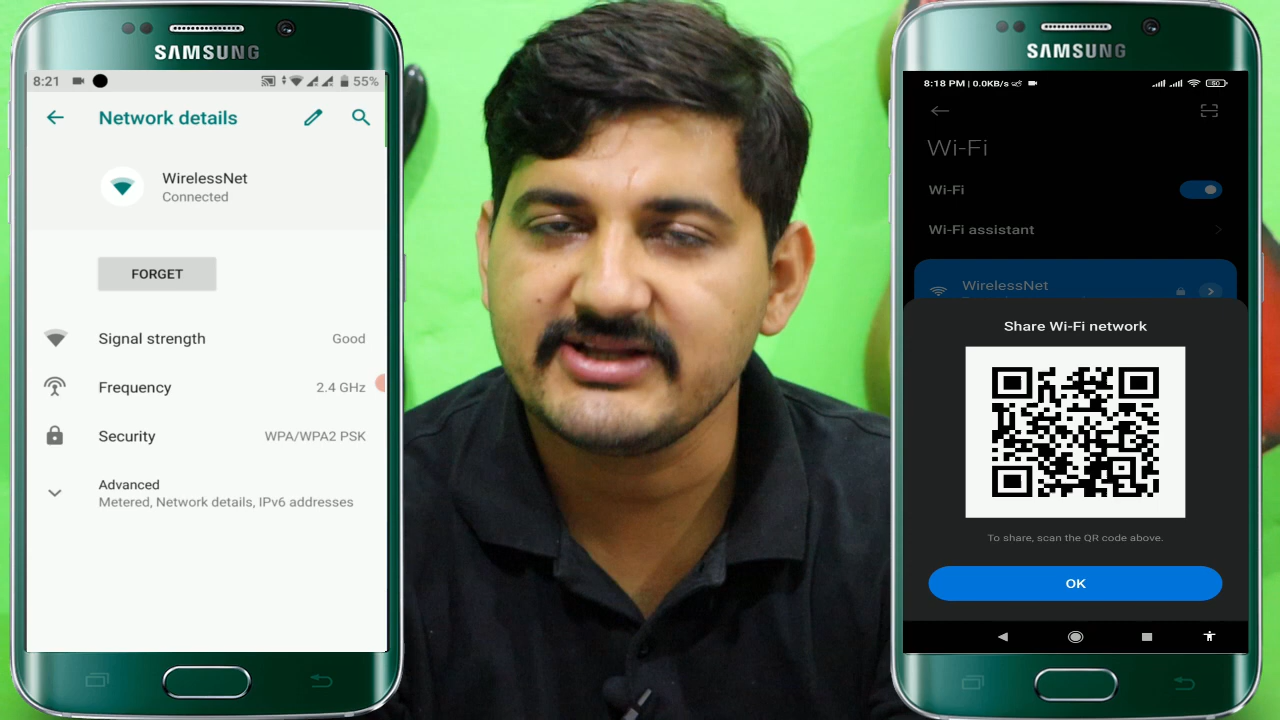 SAMSUNG
8:21
55%
Network details
WirelessNet
Connected
FORGET
Signal strength
Good
Frequency
2.4 GHz
Security
WPA/WPA2 PSK
Advanced
Metered, Network details, IPv6 addresses
SAMSUNG
8:18 PM | 0.0KB/s
60
Wi-Fi
Wi-Fi
Wi-Fi assistant
WirelessNet
Share Wi-Fi network
To share, scan the QR code above.
OK